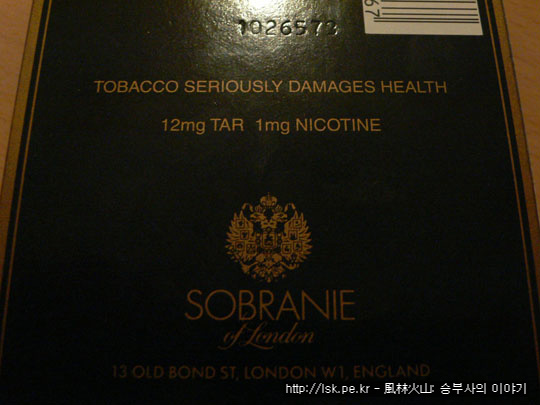 1026573
TOBACCO SERIOUSLY DAMAGES HEALTH
12mg TAR 1mg NICOTINE
SOBRANIE
of London
13 OLD BOND ST, LONDON W1, ENGLAND
http://lsk.pe.kr - 風林火山: 승부사의 이야기